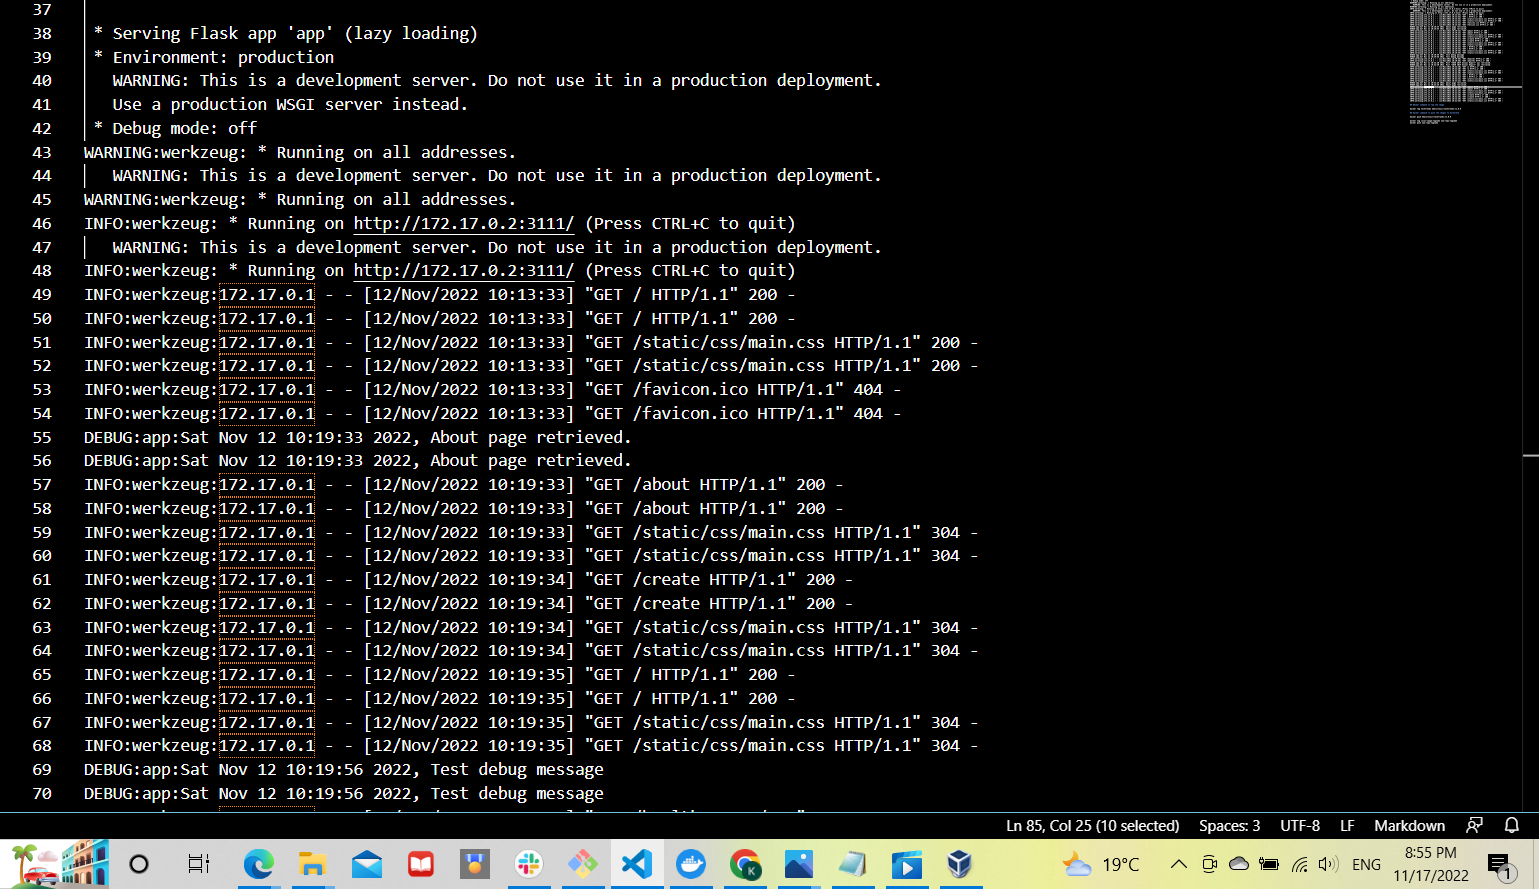 37
38 * Serving Flask app 'app' (lazy loading)
39 * Environment: production
40 WARNING: This is a development server. Do not use it in a production deployment.
41 Use a production WSGI server instead.
42 * Debug mode: off
43 WARNING:werkzeug: * Running on all addresses.
44 WARNING: This is a development server. Do not use it in a production deployment.
45 WARNING:werkzeug: * Running on all addresses.
46 INFO:werkzeug: * Running on http://172.17.0.2:3111/ (Press CTRL+C to quit)
47 WARNING: This is a development server. Do not use it in a production deployment.
48 INFO:werkzeug: * Running on http://172.17.0.2:3111/ (Press CTRL+C to quit)
49 INFO:werkzeug:172.17.0.1 - - [12/Nov/2022 10:13:33] "GET / HTTP/1.1" 200 -
50 INFO:werkzeug:172.17.0.1 - - [12/Nov/2022 10:13:33] "GET / HTTP/1.1" 200 -
51 INFO:werkzeug:172.17.0.1 - - [12/Nov/2022 10:13:33] "GET /static/css/main.css HTTP/1.1" 200 -
52 INFO:werkzeug:172.17.0.1 - - [12/Nov/2022 10:13:33] "GET /static/css/main.css HTTP/1.1" 200 -
53 INFO:werkzeug:172.17.0.1 - - [12/Nov/2022 10:13:33] "GET /favicon.ico HTTP/1.1" 404 -
54 INFO:werkzeug:172.17.0.1 - - [12/Nov/2022 10:13:33] "GET /favicon.ico HTTP/1.1" 404 -
55 DEBUG:app:Sat Nov 12 10:19:33 2022, About page retrieved.
56 DEBUG:app:Sat Nov 12 10:19:33 2022, About page retrieved.
57 INFO:werkzeug:172.17.0.1 - - [12/Nov/2022 10:19:33] "GET /about HTTP/1.1" 200 -
58 INFO:werkzeug:172.17.0.1 - - [12/Nov/2022 10:19:33] "GET /about HTTP/1.1" 200 -
59 INFO:werkzeug:172.17.0.1 - - [12/Nov/2022 10:19:33] "GET /static/css/main.css HTTP/1.1" 304 -
60 INFO:werkzeug:172.17.0.1 - - [12/Nov/2022 10:19:33] "GET /static/css/main.css HTTP/1.1" 304 -
61 INFO:werkzeug:172.17.0.1 - - [12/Nov/2022 10:19:34] "GET /create HTTP/1.1" 200 -
62 INFO:werkzeug:172.17.0.1 - - [12/Nov/2022 10:19:34] "GET /create HTTP/1.1" 200 -
63 INFO:werkzeug:172.17.0.1 - - [12/Nov/2022 10:19:34] "GET /static/css/main.css HTTP/1.1" 304 -
64 INFO:werkzeug:172.17.0.1 - - [12/Nov/2022 10:19:34] "GET /static/css/main.css HTTP/1.1" 304 -
65 INFO:werkzeug:172.17.0.1 - - [12/Nov/2022 10:19:35] "GET / HTTP/1.1" 200 -
66 INFO:werkzeug:172.17.0.1 - - [12/Nov/2022 10:19:35] "GET / HTTP/1.1" 200 -
67 INFO:werkzeug:172.17.0.1 - - [12/Nov/2022 10:19:35] "GET /static/css/main.css HTTP/1.1" 304 -
68 INFO:werkzeug:172.17.0.1 - - [12/Nov/2022 10:19:35] "GET /static/css/main.css HTTP/1.1" 304 -
69 DEBUG:app:Sat Nov 12 10:19:56 2022, Test debug message
70 DEBUG:app:Sat Nov 12 10:19:56 2022, Test debug message
Ln 85, Col 25 (10 selected) Spaces: 3 UTF-8 LF Markdown
K 19°C ENG 8:55 PM
11/17/2022 1